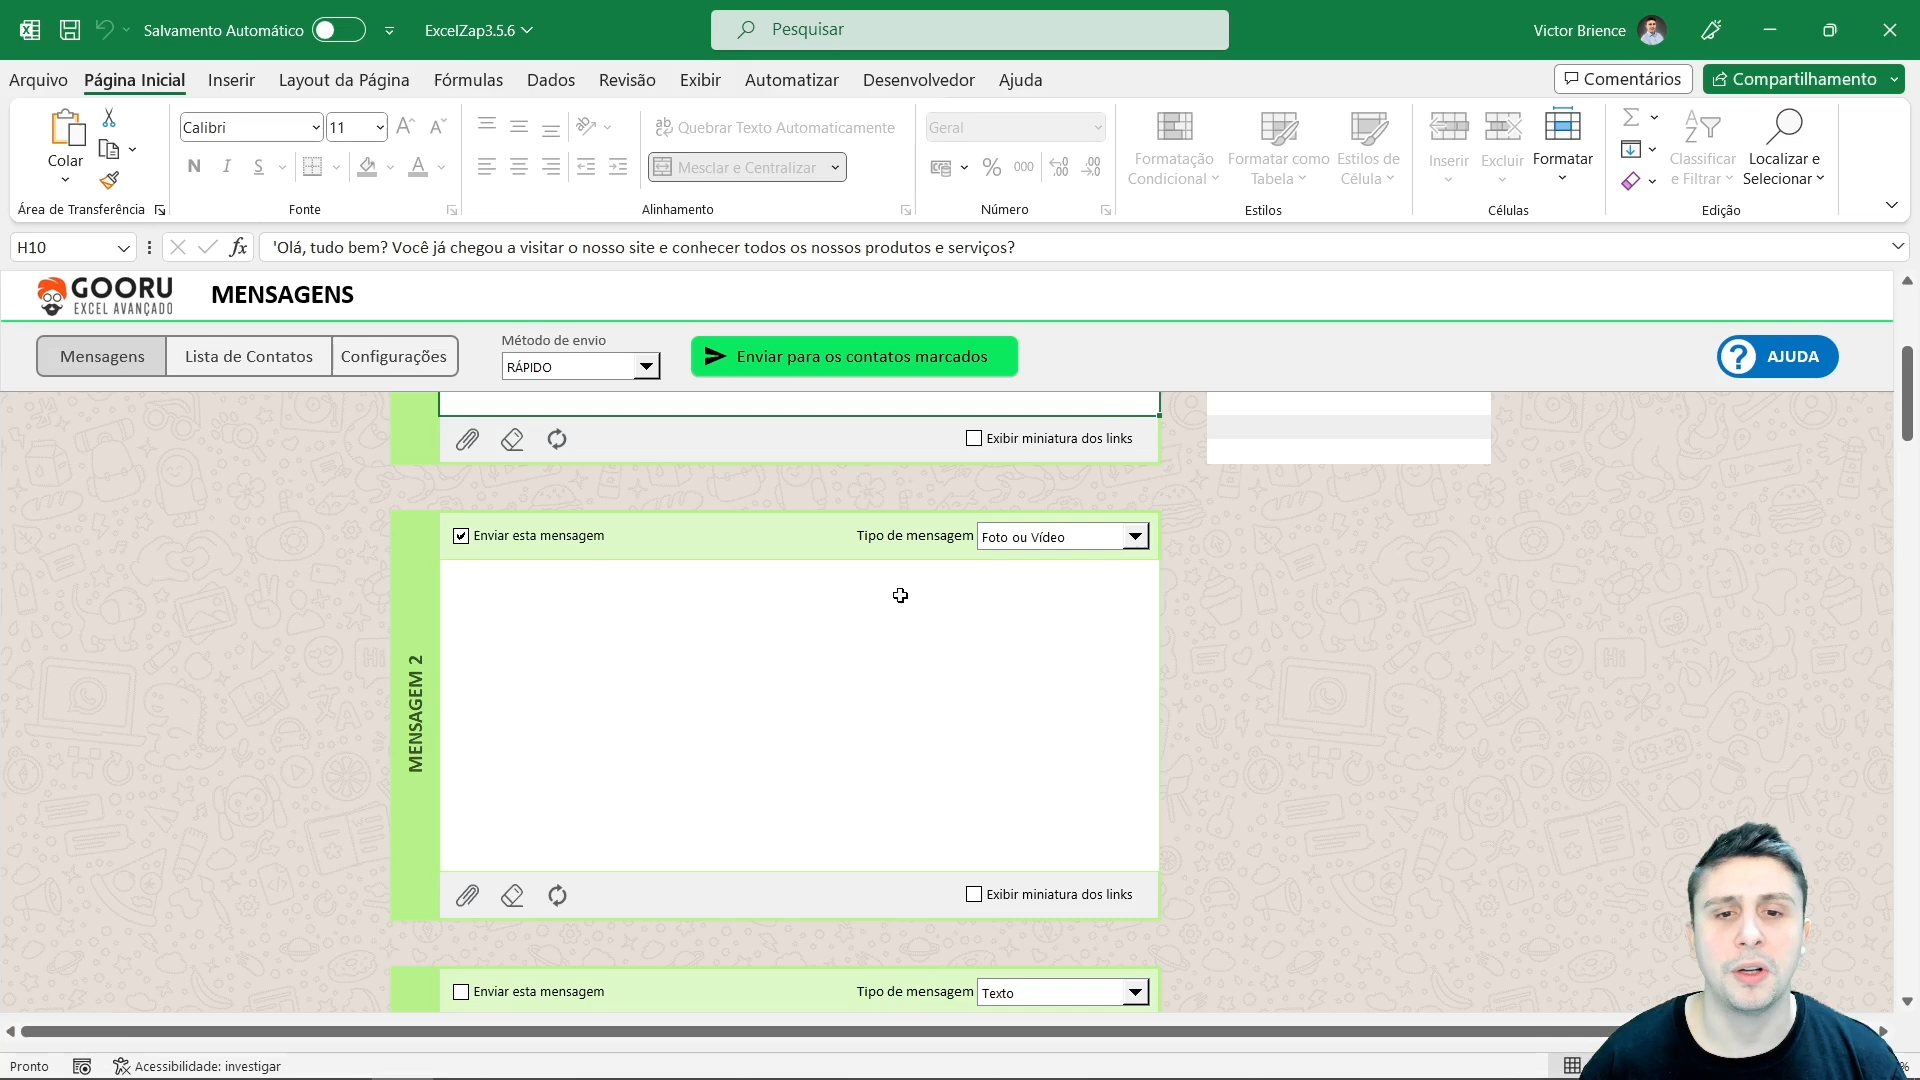 Salvamento Automático
ExcelZap3.5.6
Pesquisar
Victor Brience
Arquivo
Página Inicial
Inserir
Layout da Página
Fórmulas
Dados
Revisão
Exibir
Automatizar
Desenvolvedor
Ajuda
Comentários
Compartilhamento
Colar
Calibri
11
Quebrar Texto Automaticamente
Geral
N I S
Mesclar e Centralizar
% 000
Formatação Condicional
Formatar como Tabela
Estilos de Célula
Inserir
Excluir
Formatar
Classificar e Filtrar
Localizar e Selecionar
Área de Transferência
Fonte
Alinhamento
Número
Estilos
Células
Edição
H10
fx
'Olá, tudo bem? Você já chegou a visitar o nosso site e conhecer todos os nossos produtos e serviços?
GOORU
EXCEL AVANÇADO
MENSAGENS
Mensagens
Lista de Contatos
Configurações
Método de envio
RÁPIDO
Enviar para os contatos marcados
? AJUDA
Exibir miniatura dos links
Enviar esta mensagem
Tipo de mensagem
Foto ou Vídeo
MENSAGEM 2
Exibir miniatura dos links
Enviar esta mensagem
Tipo de mensagem
Texto
Pronto
Acessibilidade: investigar